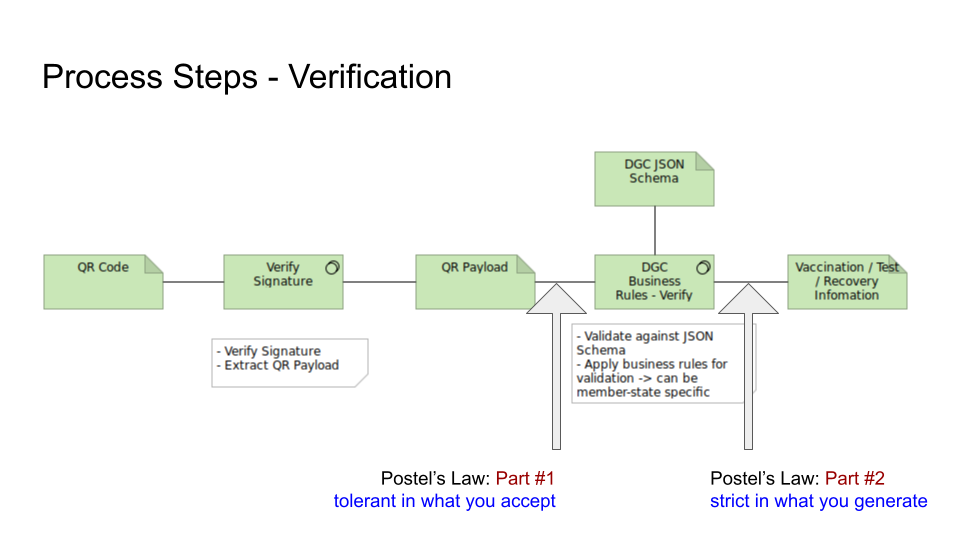 Process Steps - Verification
DGC JSON
Schema
QR Code
Verify
Signature
QR Payload
DGC
Business
Rules - Verify
Vaccination / Test
/ Recovery
Infomation
- Verify Signature
- Extract QR Payload
- Validate against JSON
Schema
- Apply business rules for
validation -> can be
member-state specific
Postel's Law: Part #1
tolerant in what you accept
Postel's Law: Part #2
strict in what you generate